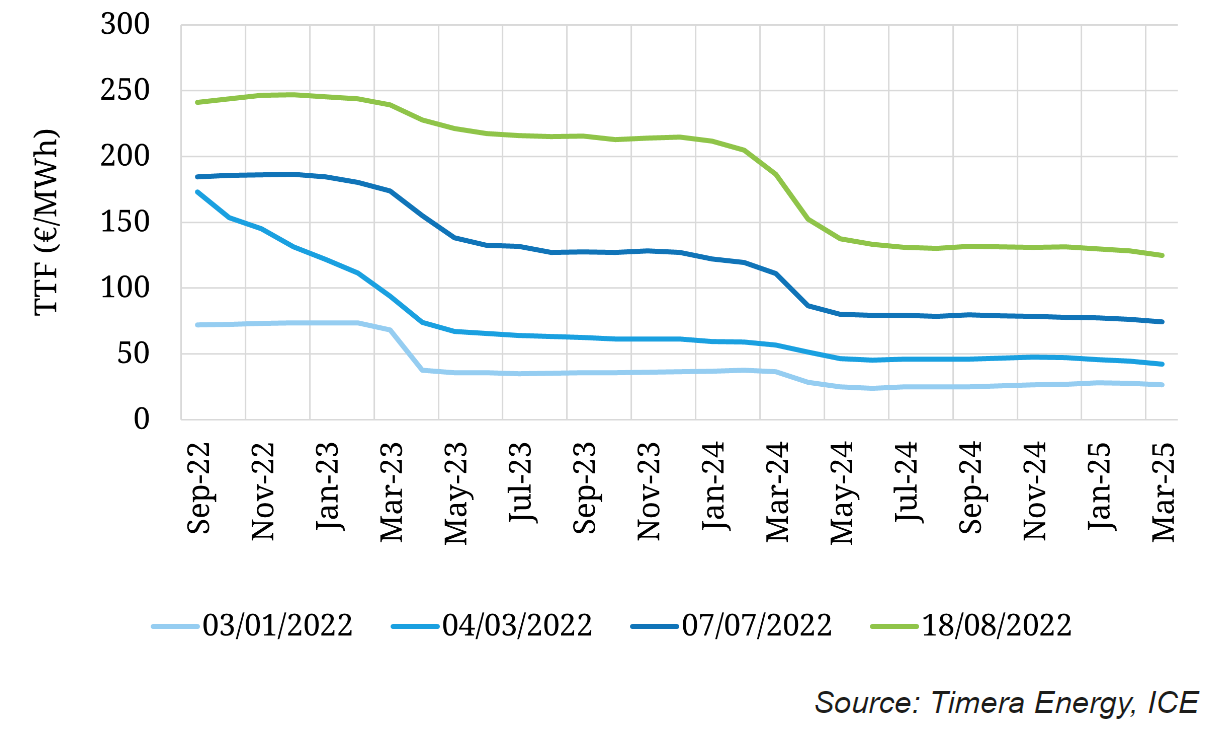 300
250
200
150
100
50
0
TTF (€/MWh)
Sep-22
Nov-22
Jan-23
Mar-23
May-23
Jul-23
Sep-23
Nov-23
Jan-24
Mar-24
May-24
Jul-24
Sep-24
Nov-24
Jan-25
Mar-25
03/01/2022 04/03/2022 07/07/2022 18/08/2022
Source: Timera Energy, ICE